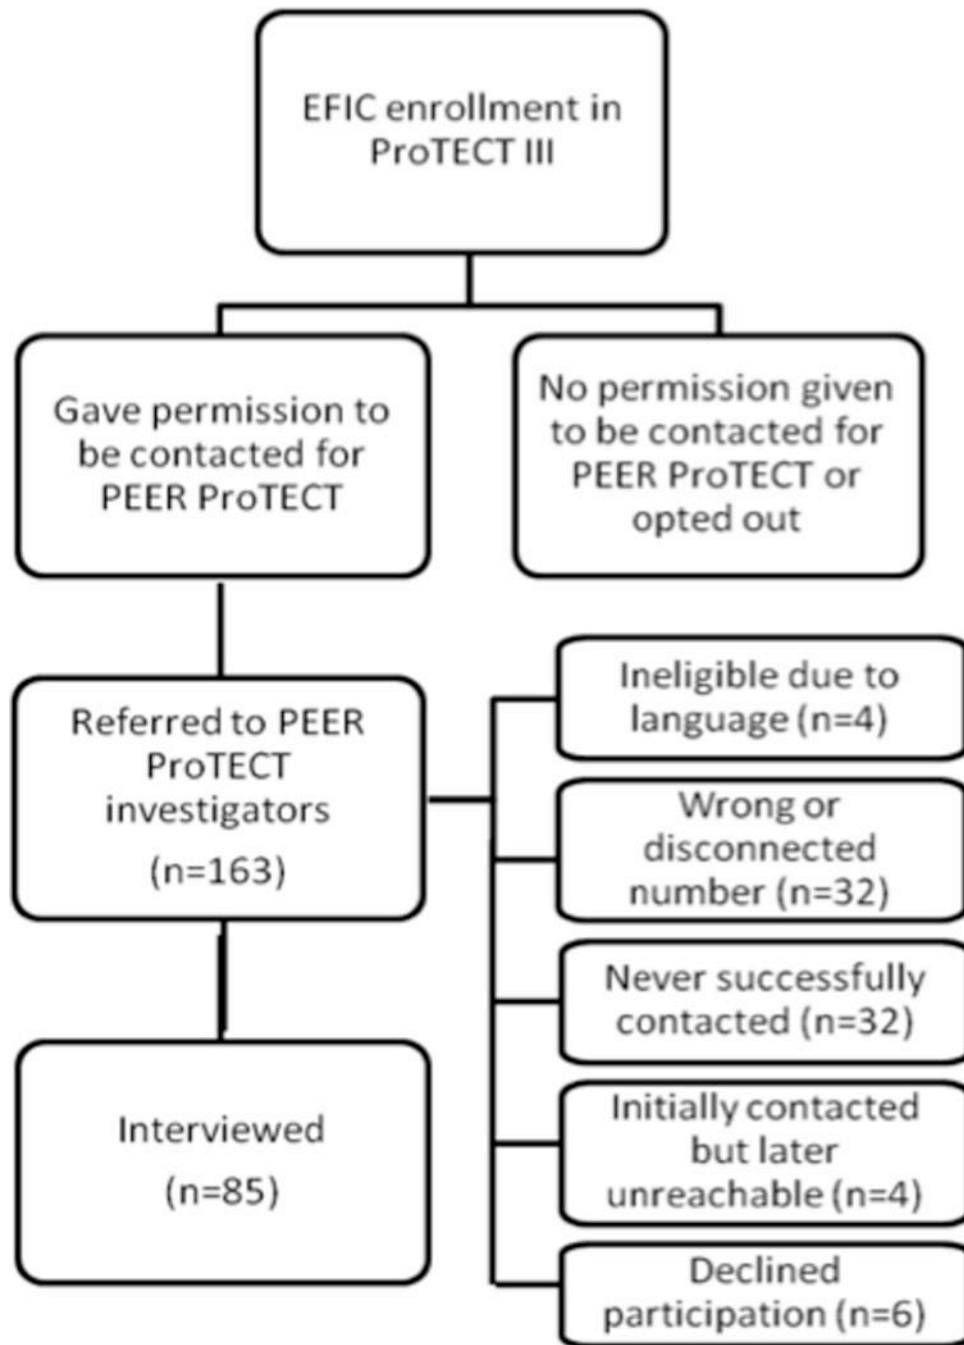 EFIC enrollment in
ProTECT III
Gave permission to
be contacted for
PEER ProTECT
No permission given
to be contacted for
PEER ProTECT or
opted out
Referred to PEER
ProTECT
investigators
(n=163)
Ineligible due to
language (n=4)
Wrong or
disconnected
number (n=32)
Never successfully
contacted (n=32)
Initially contacted
but later
unreachable (n=4)
Declined
participation (n=6)
Interviewed
(n=85)